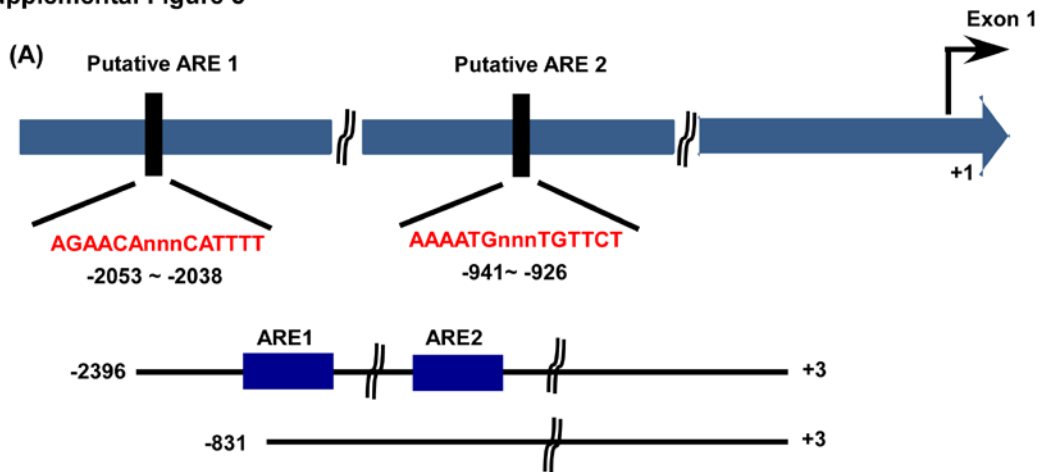 (A)
Exon 1
Putative ARE 1
Putative ARE 2
+1
AGAACAnnnCATTTT
AAAATGnnnTGTTCT
-2053 ~ -2038
-941~ -926
ARE1
ARE2
-2396
+3
-831
+3